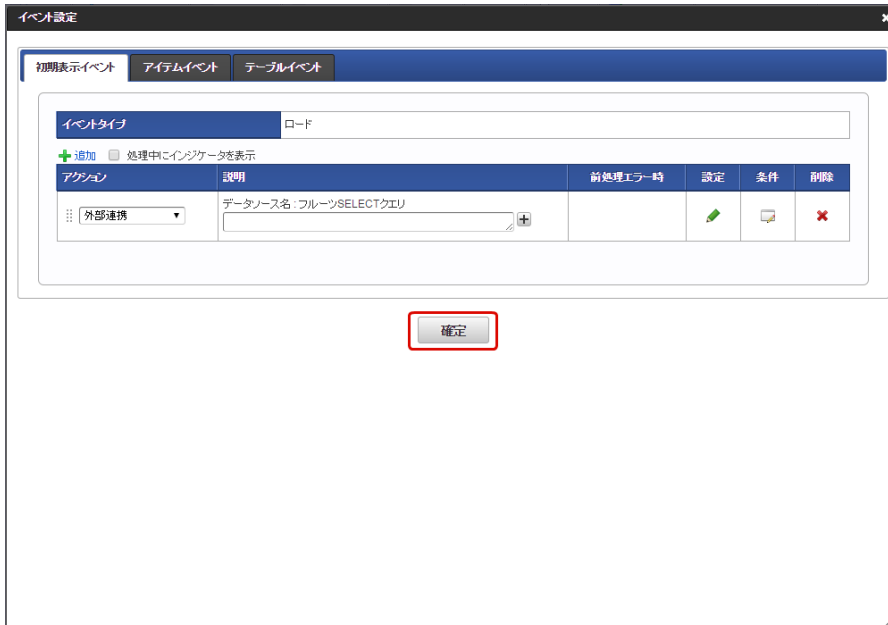 イベント設定
初期表示イベント アイテムイベント テーブルイベント
イベントタイプ ロード
追加 処理中にインジケータを表示
アクション 説明 前処理エラー時 設定 条件 削除
データソース名 : フルーツSELECTクエリ
外部連携
確定